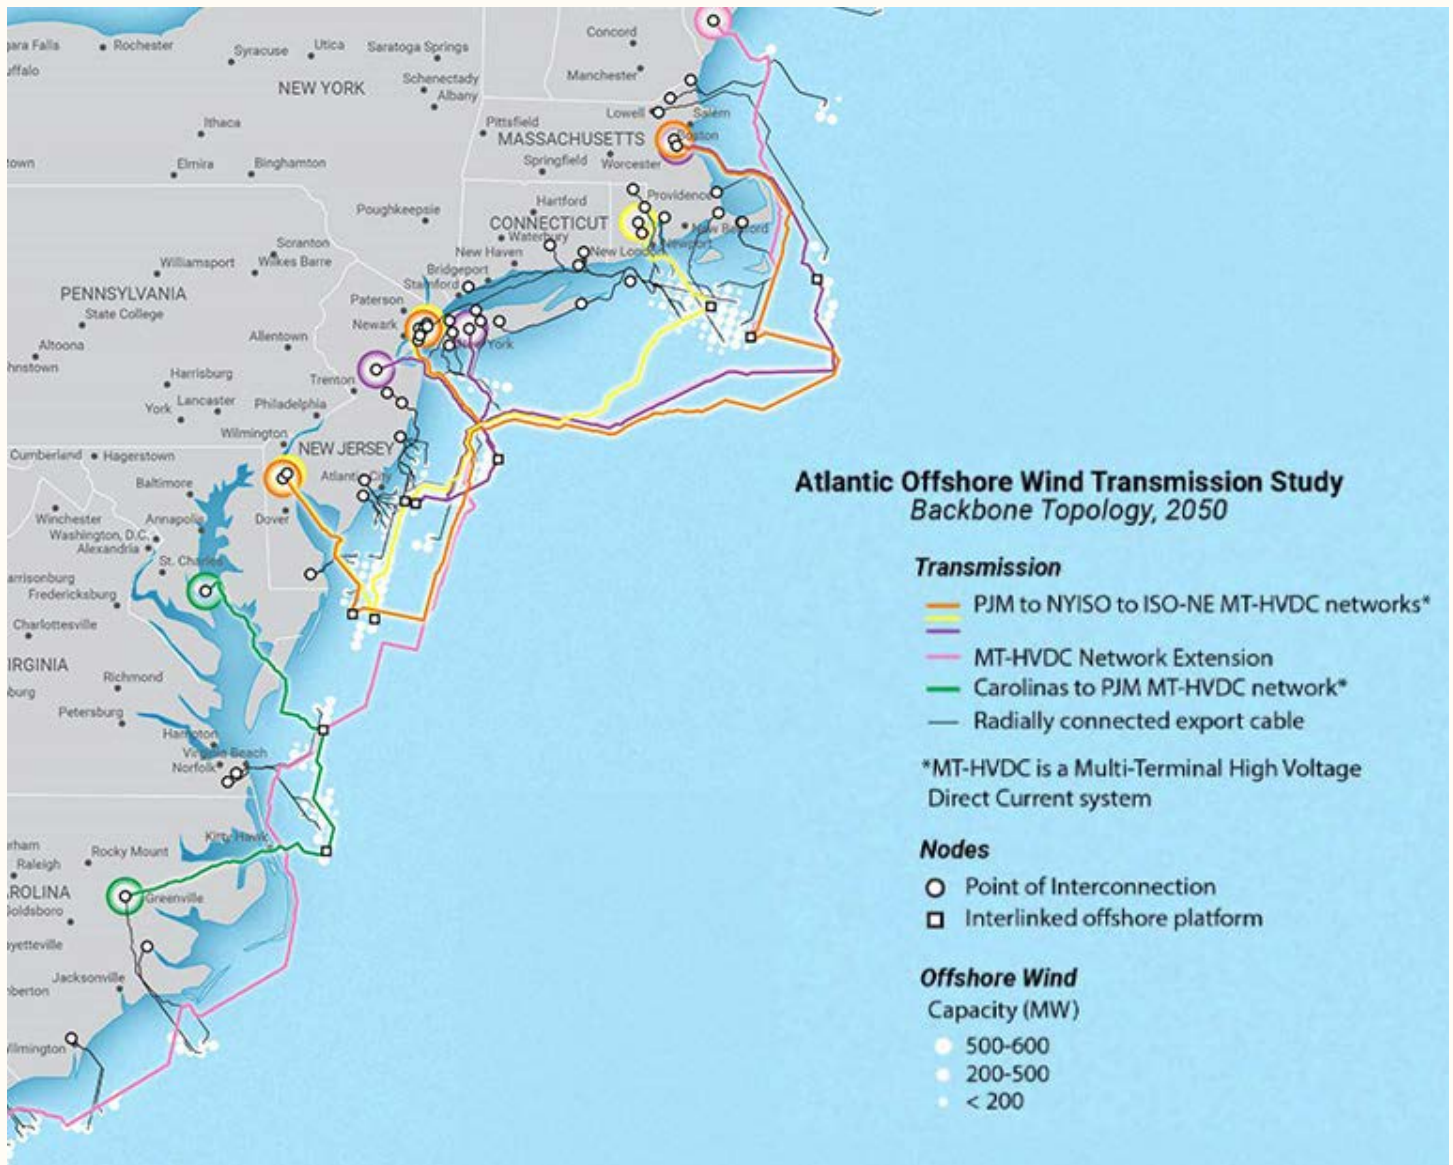 Concord
Rochester
Syracuse
Utica
Saratoga Springs
Manchester
Schenectady
NEW YORK
Albany
Lowell
Salem
Ithaca
Pittsfield
MASSACHUSETTS
Boston
Elmira
Binghamton
Springfield
Worcester
Providence
Hartford
Poughkeepsie
CONNECTICUT
New Bedford
Waterbury
Newport
Scranton
New Haven
New London
Williamsport
Wilkes Barre
Bridgeport
Stamford
PENNSYLVANIA
Paterson
State College
Newark
Allentown
Altoona
New York
Harrisburg
Trenton
York
Lancaster
Philadelphia
Wilmington
NEW JERSEY
Cumberland
Hagerstown
Atlantic City
Baltimore
Winchester
Annapolis
Dover
Washington, D.C.
Alexandria
St. Charles
Fredericksburg
Charlottesville
Richmond
Petersburg
Hampton
Virginia Beach
Norfolk
Kitty Hawk
Rocky Mount
Raleigh
Greenville
Jacksonville
Atlantic Offshore Wind Transmission Study
Backbone Topology, 2050
Transmission
PJM to NYISO to ISO-NE MT-HVDC networks*
MT-HVDC Network Extension
Carolinas to PJM MT-HVDC network*
Radially connected export cable
*MT-HVDC is a Multi-Terminal High Voltage
Direct Current system
Nodes
Point of Interconnection
Interlinked offshore platform
Offshore Wind
Capacity (MW)
500-600
200-500
< 200